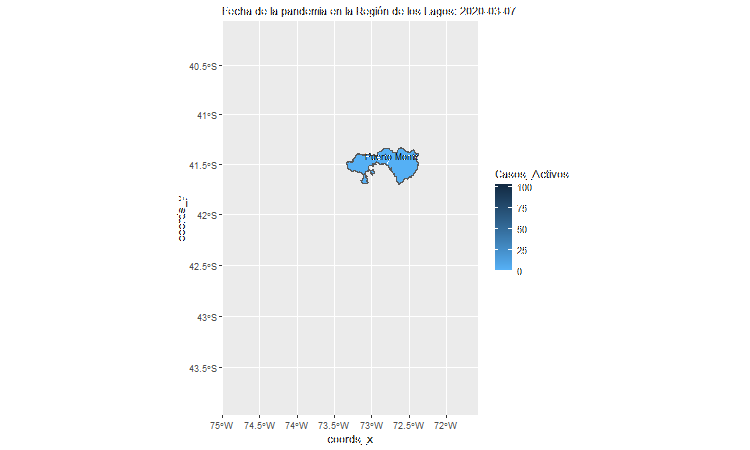 Fecha de la pandemia en la Región de los Lagos: 2020-03-07
40.5°S
41°S
41.5°S
42°S
42.5°S
43°S
43.5°S
coords_y
Puerto Montt
75°W
74.5°W
74°W
73.5°W
73°W
72.5°W
72°W
coords_x
Casos_Activos
100
75
50
25
0